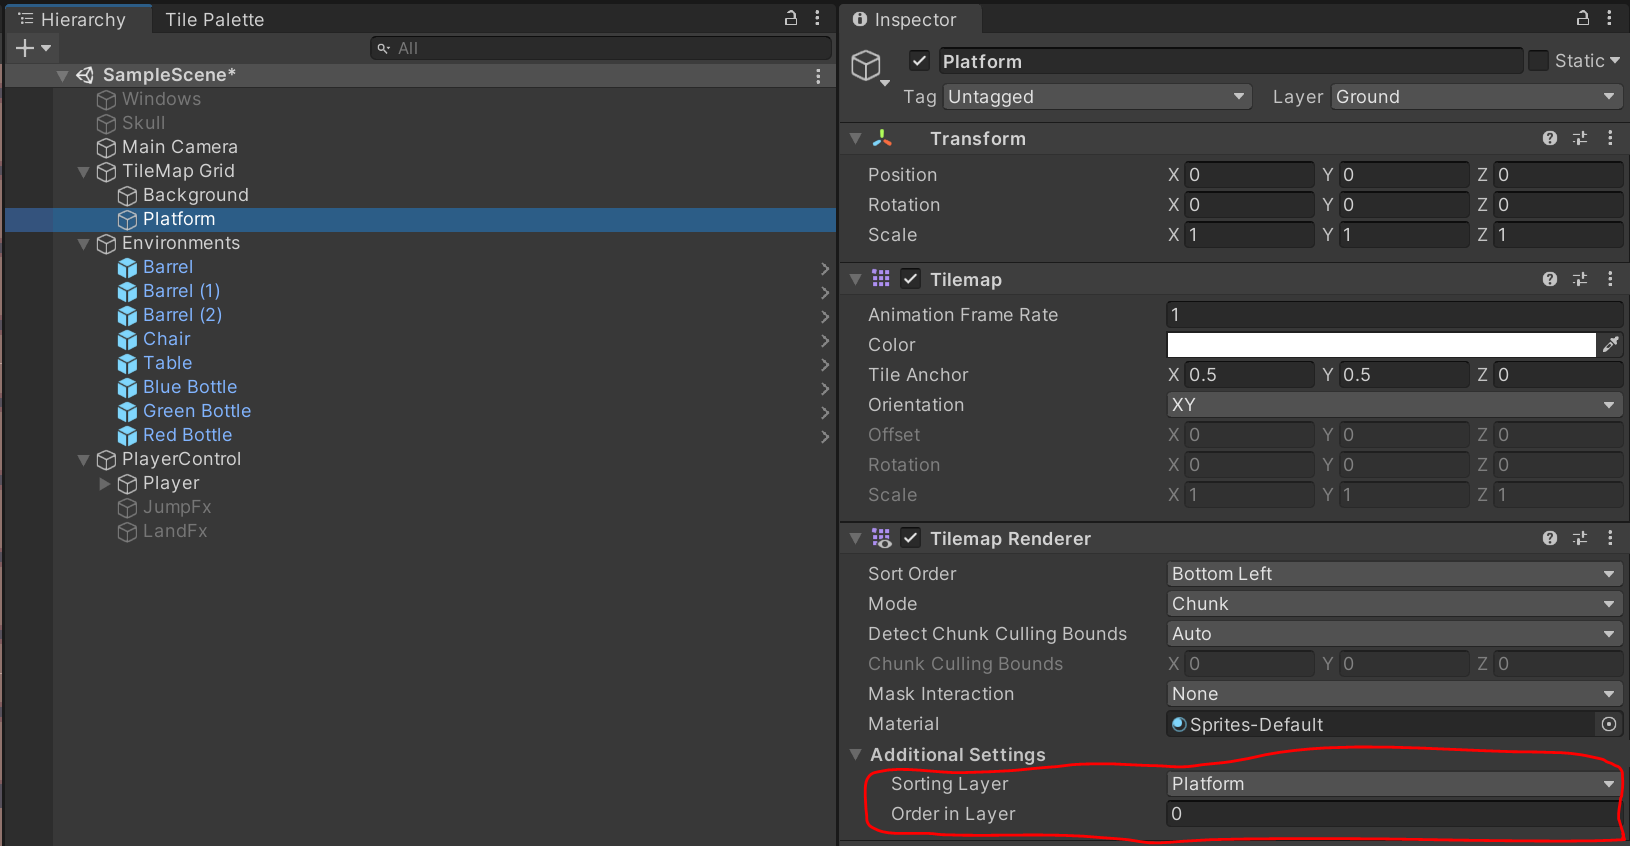 Hierarchy
Tile Palette
All
SampleScene*
Windows
Skull
Main Camera
TileMap Grid
Background
Platform
Environments
Barrel
Barrel (1)
Barrel (2)
Chair
Table
Blue Bottle
Green Bottle
Red Bottle
PlayerControl
Player
JumpFx
LandFx
Inspector
Platform Static
Tag Untagged Layer Ground
Transform
Position X 0 Y 0 Z 0
Rotation X 0 Y 0 Z 0
Scale X 1 Y 1 Z 1
Tilemap
Animation Frame Rate 1
Color
Tile Anchor X 0.5 Y 0.5 Z 0
Orientation XY
Offset X 0 Y 0 Z 0
Rotation X 0 Y 0 Z 0
Scale X 1 Y 1 Z 1
Tilemap Renderer
Sort Order Bottom Left
Mode Chunk
Detect Chunk Culling Bounds Auto
Chunk Culling Bounds X 0 Y 0 Z 0
Mask Interaction None
Material Sprites-Default
Additional Settings
Sorting Layer Platform
Order in Layer 0